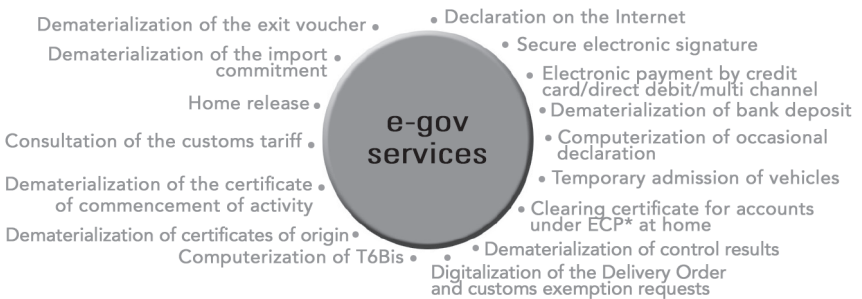 Dematerialization of the exit voucher
Dematerialization of the import
commitment
Home release
Consultation of the customs tariff
Dematerialization of the certificate
of commencement of activity
Dematerialization of certificates of origin
Computerization of T6Bis
e-gov
services
Declaration on the Internet
Secure electronic signature
Electronic payment by credit
card/direct debit/multi channel
Dematerialization of bank deposit
Computerization of occasional
declaration
Temporary admission of vehicles
Clearing certificate for accounts
under ECP* at home
Dematerialization of control results
Digitalization of the Delivery Order
and customs exemption requests